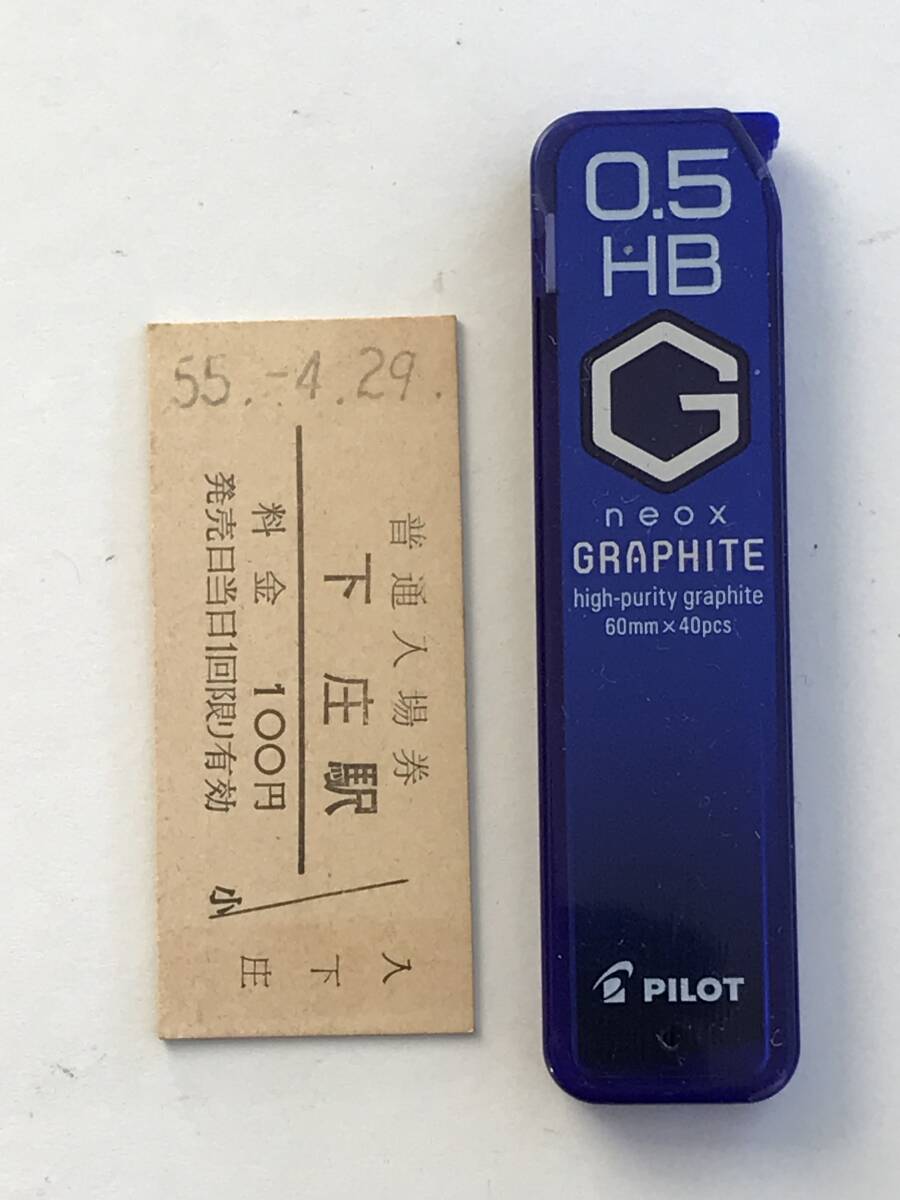 55.-4.29.
普通入場券
下庄駅
料金 100円
発売日当日1回限り有効
小
入
下
庄
0.5
HB
G
neox
GRAPHITE
high-purity graphite
60mm×40pcs
PILOT